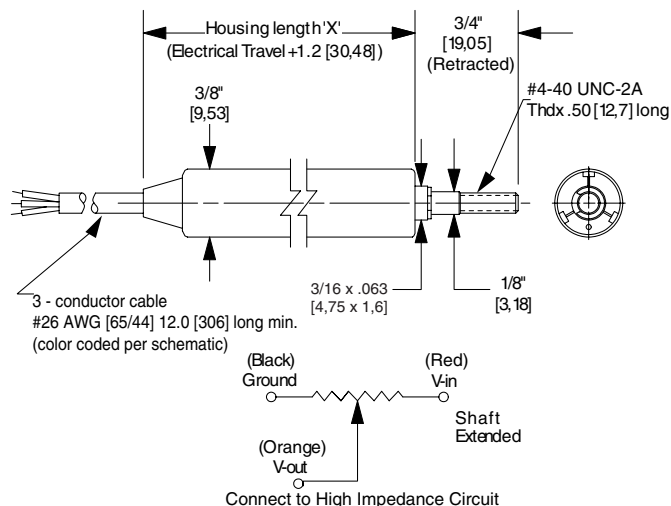 Housing length 'X'
(Electrical Travel +1.2 [30,48])
3/4"
[19,05]
(Retracted)
#4-40 UNC-2A
Thdx .50 [12,7] long
3/8"
[9,53]
3/16 x .063
[4,75 x 1,6]
1/8"
[3,18]
3 - conductor cable
#26 AWG [65/44] 12.0 [306] long min.
(color coded per schematic)
(Black)
Ground
(Red)
V-in
Shaft
Extended
(Orange)
V-out
Connect to High Impedance Circuit